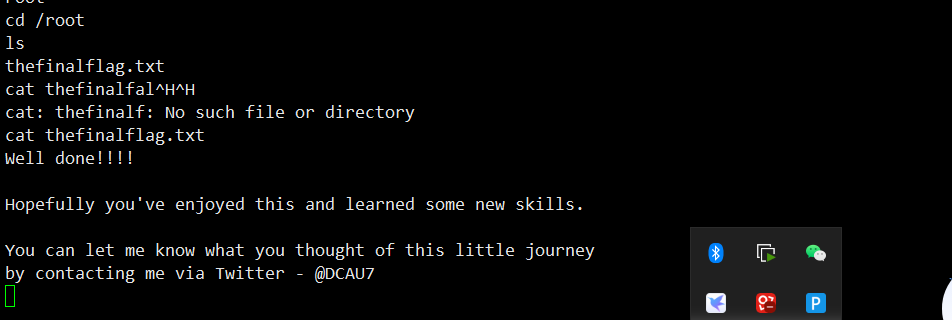 cd /root
ls
thefinalflag.txt
cat thefinalfal^H^H
cat: thefinalf: No such file or directory
cat thefinalflag.txt
Well done!!!!
Hopefully you've enjoyed this and learned some new skills.
You can let me know what you thought of this little journey
by contacting me via Twitter - @DCAU7
P